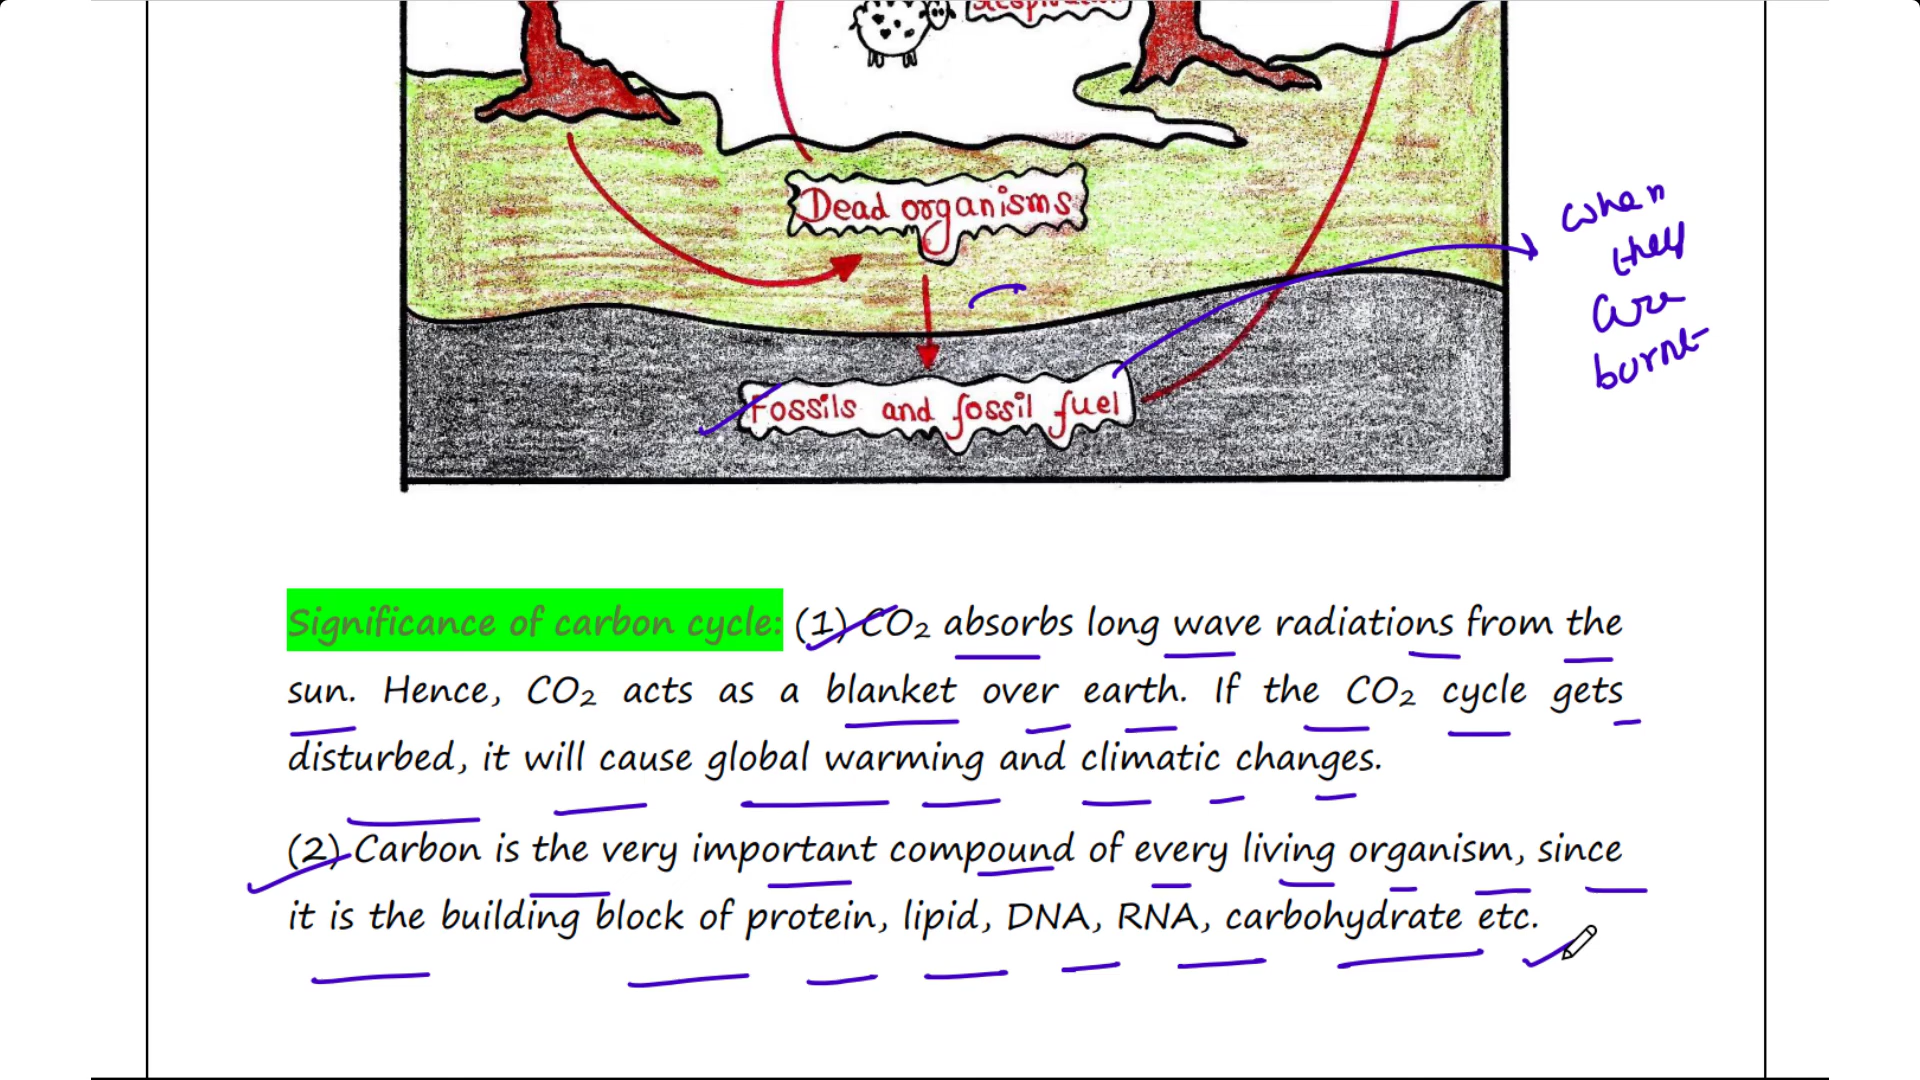 Respiration
Dead organisms
when
they
are
burnt
Fossils and fossil fuel
Significance of carbon cycle: (1) CO₂ absorbs long wave radiations from the
sun. Hence, CO₂ acts as a blanket over earth. If the CO₂ cycle gets
disturbed, it will cause global warming and climatic changes.
(2) Carbon is the very important compound of every living organism, since
it is the building block of protein, lipid, DNA, RNA, carbohydrate etc.